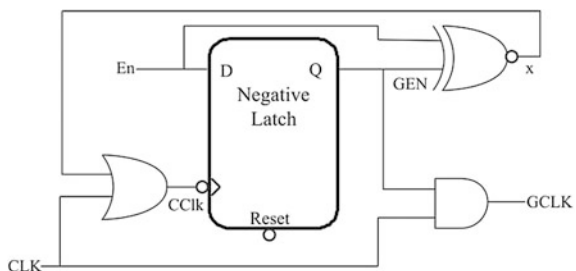 En
D
Q
GEN
x
Negative
Latch
CClk
Reset
GCLK
CLK